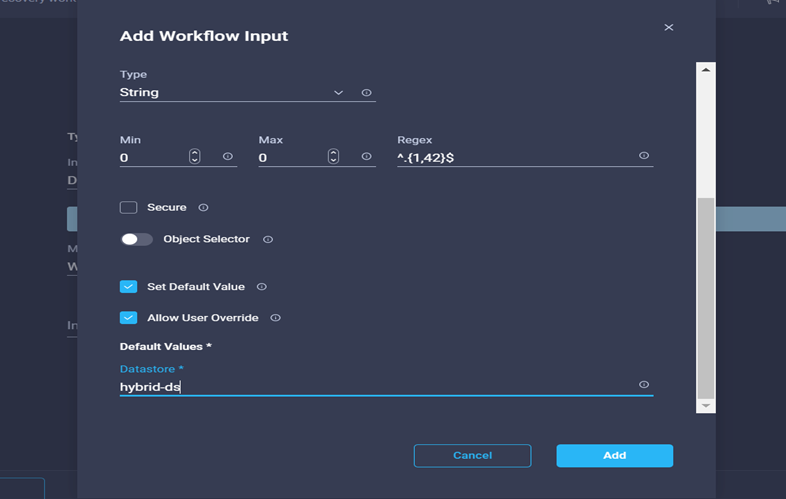 Add Workflow Input
Type
String
Min Max Regex
0 0 ^.{1,42}$
Secure
Object Selector
Set Default Value
Allow User Override
Default Values *
Datastore *
hybrid-ds
Cancel Add